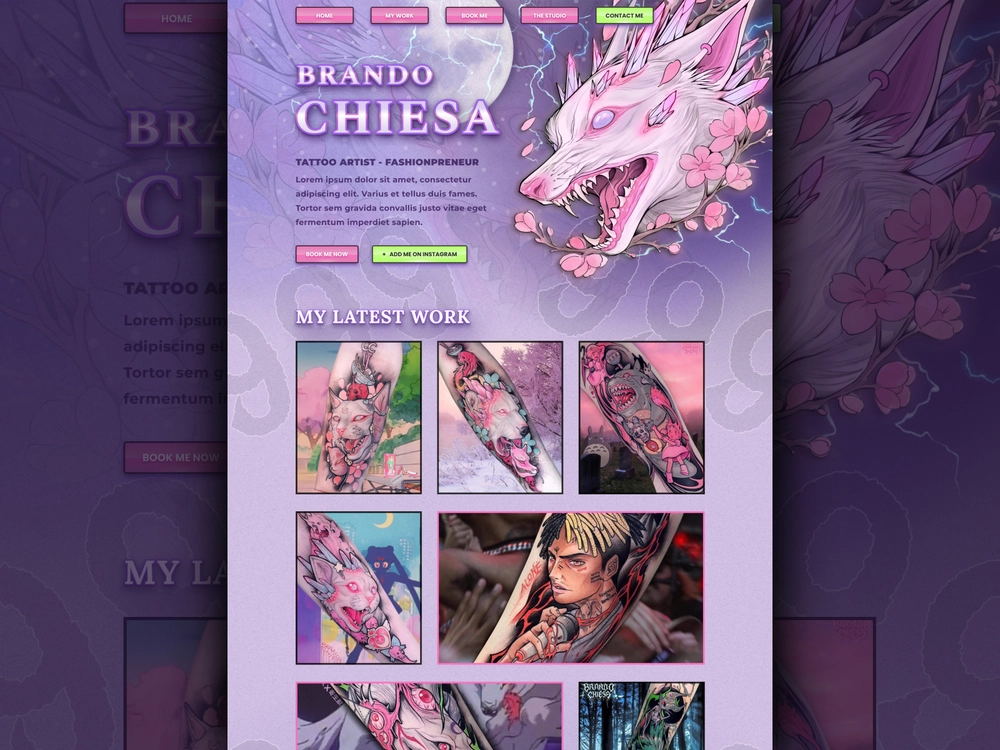 HOME
MY WORK
BOOK ME
THE STUDIO
CONTACT ME
BRANDO
CHIESA
TATTOO ARTIST - FASHIONPRENEUR
Lorem ipsum dolor sit amet, consectetur
adipiscing elit. Varius et tellus duis fames.
Tortor sem gravida convallis justo vitae eget
fermentum imperdiet sapien.
BOOK ME NOW
+ ADD ME ON INSTAGRAM
MY LATEST WORK
ALONE
BRANDO
CHIESA
HOME
BRA
CH
TATTOO AR
Lorem ipsum
adipiscing e
Tortor sem
fermentum i
BOOK ME NOW
MY LA